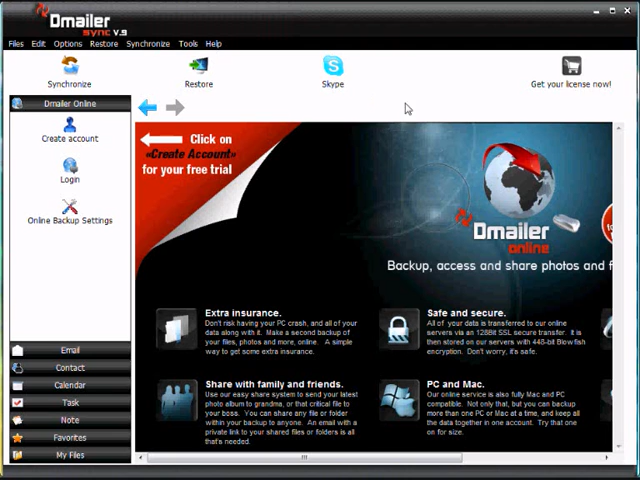 Dmailer
sync v.9
Files Edit Options Restore Synchronize Tools Help
Synchronize Restore Skype Get your license now!
Dmailer Online
Create account
Login
Online Backup Settings
Email
Contact
Calendar
Task
Note
Favorites
My Files
Click on
«Create Account»
for your free trial
Dmailer
online
Backup, access and share photos and f
Extra insurance.
Don't risk having your PC crash, and all of your
data along with it. Make a second backup of
your files, photos and more, online. A simple
way to get some extra insurance.
Safe and secure.
All of your data is transferred to our online
servers via an 128Bit SSL secure transfer. It is
then stored on our servers with 448-bit Blowfish
encryption. Don't worry, it's safe.
Share with family and friends.
Use our easy share system to send your latest
photo album to grandma, or that critical file to
your boss. You can share any file or folder
within your backup to anyone. An email with a
private link to your shared files or folders is all
that's needed.
PC and Mac.
Our online service is also fully Mac and PC
compatible. Not only that, but you can backup
more than one PC or Mac at a time, and keep all
the data together in one account. Try that one
on for size.